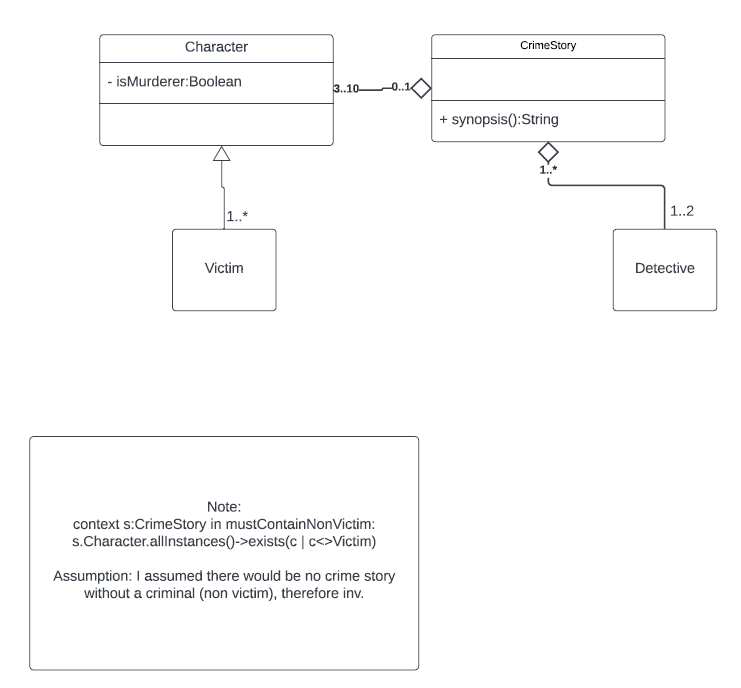 Character
CrimeStory
- isMurderer:Boolean
3..10
0..1
+ synopsis():String
1..*
1..*
1..2
Victim
Detective
Note:
context s:CrimeStory in mustContainNonVictim:
s.Character.allInstances()->exists(c | c<>Victim)
Assumption: I assumed there would be no crime story
without a criminal (non victim), therefore inv.